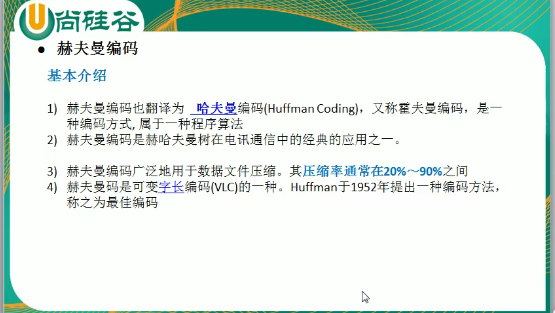 尚硅谷
● 赫夫曼编码
基本介绍
1) 赫夫曼编码也翻译为 哈夫曼编码(Huffman Coding)，又称霍夫曼编码，是一
种编码方式, 属于一种程序算法
2) 赫夫曼编码是赫哈夫曼树在电讯通信中的经典的应用之一。
3) 赫夫曼编码广泛地用于数据文件压缩。其压缩率通常在20%～90%之间
4) 赫夫曼码是可变字长编码(VLC)的一种。Huffman于1952年提出一种编码方法，
称之为最佳编码